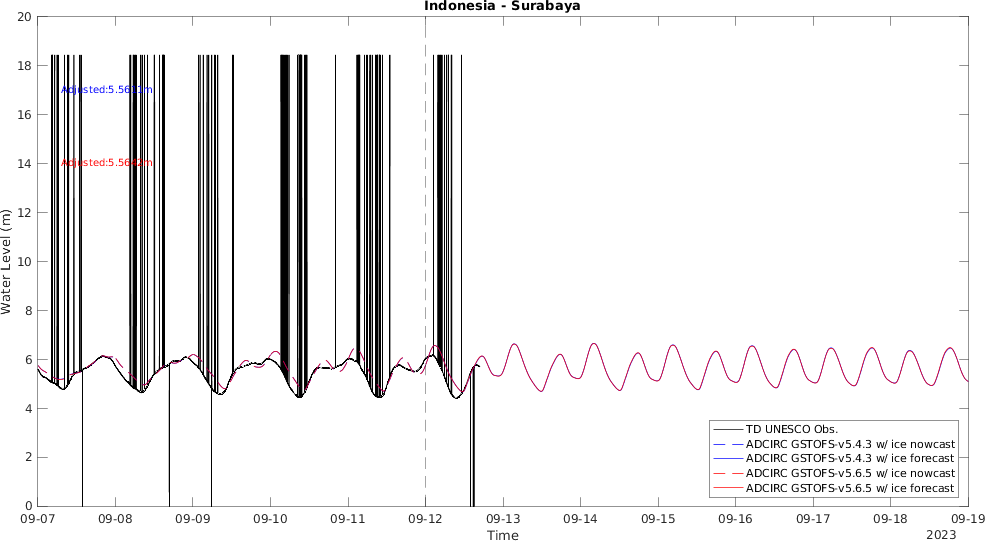 Indonesia - Surabaya
20
18
16
14
12
10
8
6
4
2
0
Water Level (m)
Adjusted:5.5631m
Adjusted:5.5642m
TD UNESCO Obs.
ADCIRC GSTOFS-v5.4.3 w/ ice nowcast
ADCIRC GSTOFS-v5.4.3 w/ ice forecast
ADCIRC GSTOFS-v5.6.5 w/ ice nowcast
ADCIRC GSTOFS-v5.6.5 w/ ice forecast
09-07 09-08 09-09 09-10 09-11 09-12 09-13 09-14 09-15 09-16 09-17 09-18 09-19
Time
2023